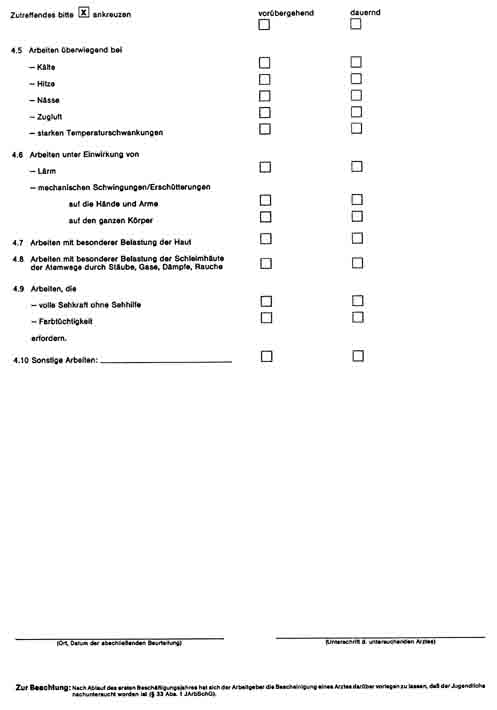 Zutreffendes bitte x ankreuzen vorübergehend dauernd
4.5 Arbeiten überwiegend bei
– Kälte
– Hitze
– Nässe
– Zugluft
– starken Temperaturschwankungen
4.6 Arbeiten unter Einwirkung von
– Lärm
– mechanischen Schwingungen/Erschütterungen
auf die Hände und Arme
auf den ganzen Körper
4.7 Arbeiten mit besonderer Belastung der Haut
4.8 Arbeiten mit besonderer Belastung der Schleimhäute
der Atemwege durch Stäube, Gase, Dämpfe, Rauche
4.9 Arbeiten, die
– volle Sehkraft ohne Sehhilfe
– Farbtüchtigkeit
erfordern.
4.10 Sonstige Arbeiten:
(Ort, Datum der abschließenden Beurteilung) (Unterschrift d. untersuchenden Arztes)
Zur Beachtung: Nach Ablauf des ersten Beschäftigungsjahres hat sich der Arbeitgeber die Bescheinigung eines Arztes darüber vorlegen zu lassen, daß der Jugendliche
nachuntersucht worden ist (§ 33 Abs. 1 JArbSchG).